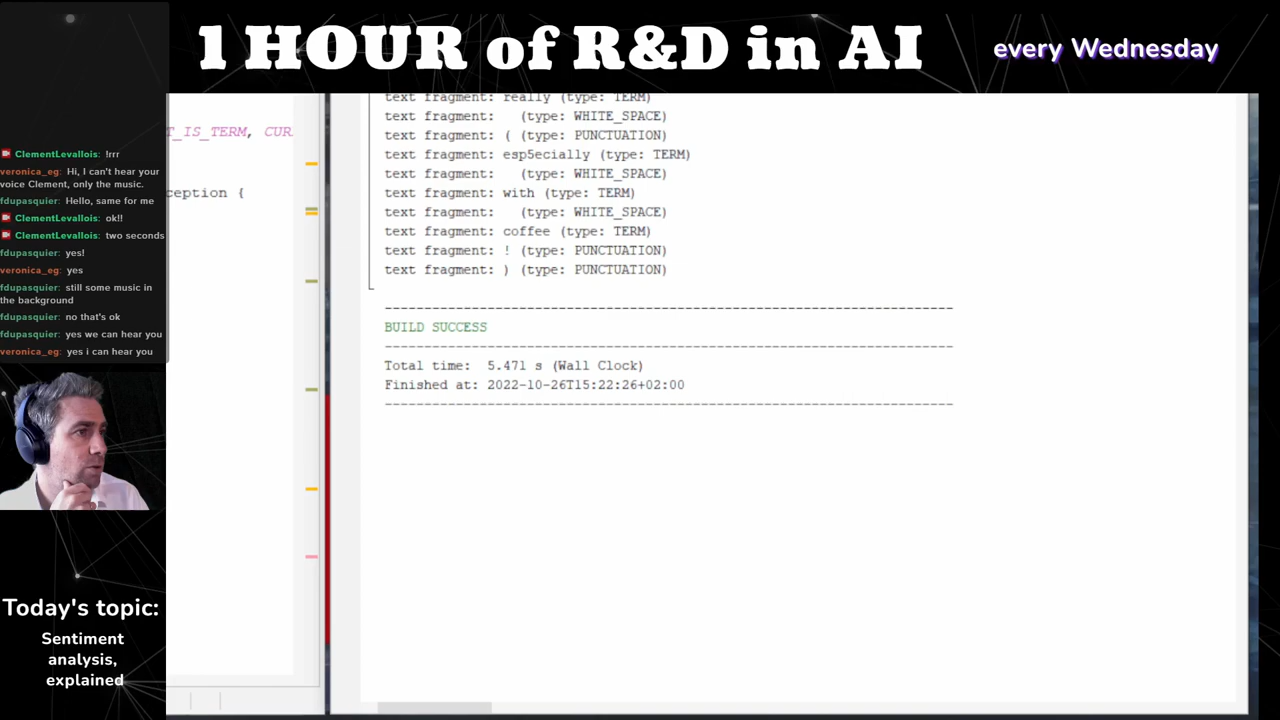 1 HOUR of R&D in AI
every Wednesday
ClementLevallois: !rrr
veronica_eg: Hi, I can't hear your
voice Clement, only the music.
fdupasquier: Hello, same for me
ClementLevallois: ok!!
ClementLevallois: two seconds
fdupasquier: yes!
veronica_eg: yes
fdupasquier: still some music in
the background
fdupasquier: no that's ok
fdupasquier: yes we can hear you
veronica_eg: yes i can hear you
T_IS_TERM, CUR
ception {
text fragment: really (type: TERM)
text fragment:   (type: WHITE_SPACE)
text fragment: ( (type: PUNCTUATION)
text fragment: esp5ecially (type: TERM)
text fragment:   (type: WHITE_SPACE)
text fragment: with (type: TERM)
text fragment:   (type: WHITE_SPACE)
text fragment: coffee (type: TERM)
text fragment: ! (type: PUNCTUATION)
text fragment: ) (type: PUNCTUATION)
BUILD SUCCESS
Total time:  5.471 s (Wall Clock)
Finished at: 2022-10-26T15:22:26+02:00
Today's topic:
Sentiment
analysis,
explained